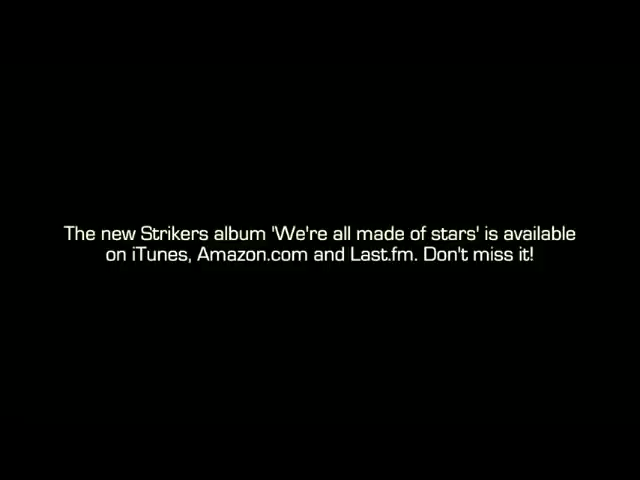 The new Strikers album 'We're all made of stars' is available
on iTunes, Amazon.com and Last.fm. Don't miss it!